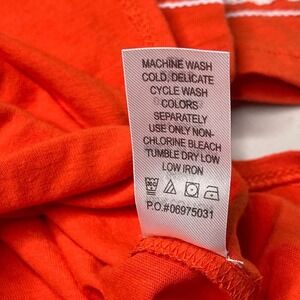 MACHINE WASH
COLD, DELICATE
CYCLE WASH
COLORS
SEPARATELY
USE ONLY NON-
CHLORINE BLEACH
TUMBLE DRY LOW
LOW IRON
P.O.#06975031